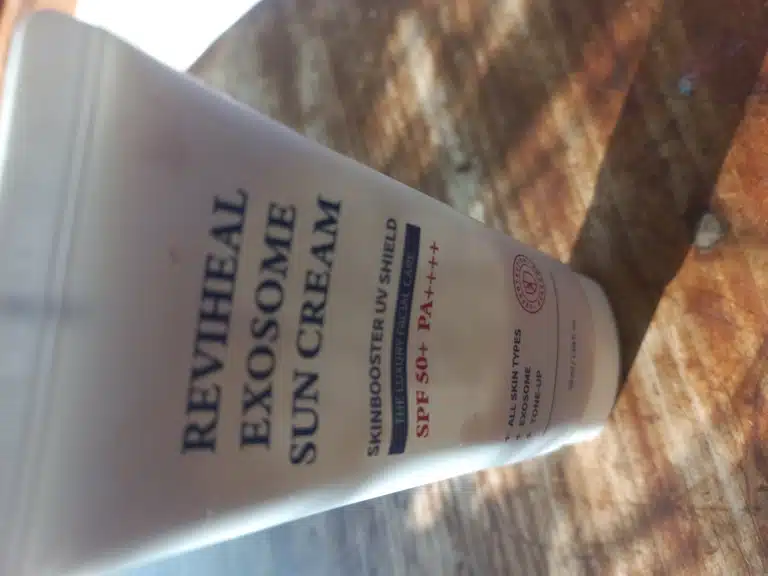 REVIHEAL
EXOSOME
SUN CREAM
SKINBOOSTER UV SHIELD
THE LUXURY FACIAL CARE
SPF 50+ PA++++
ALL SKIN TYPES
EXOSOME
TONE-UP